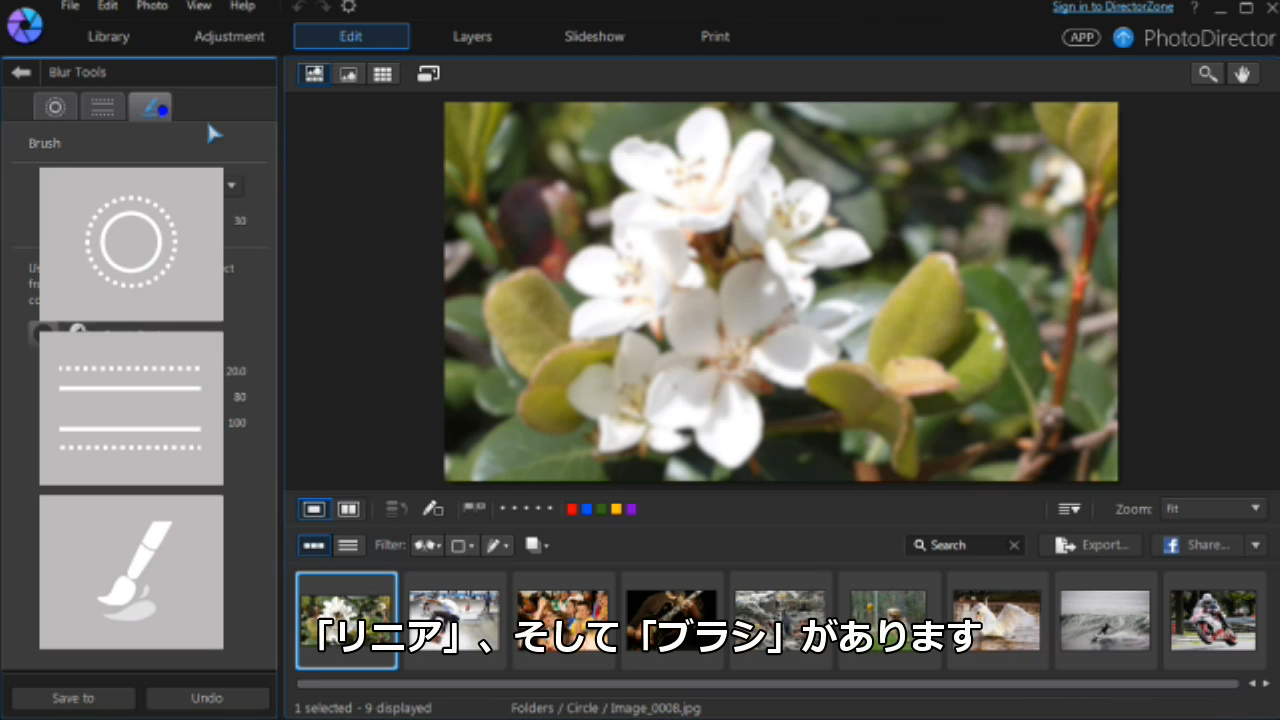 File Edit Photo View Help
Sign in to DirectorZone ?
Library Adjustment Edit Layers Slideshow Print
APP PhotoDirector
Blur Tools
Brush
30
20.0
80
100
Zoom: Fit
Filter:
Search
Export...
Share...
「リニア」、そして「ブラシ」があります
Save to Undo
1 selected - 9 displayed
Folders / Circle / Image_0008.jpg